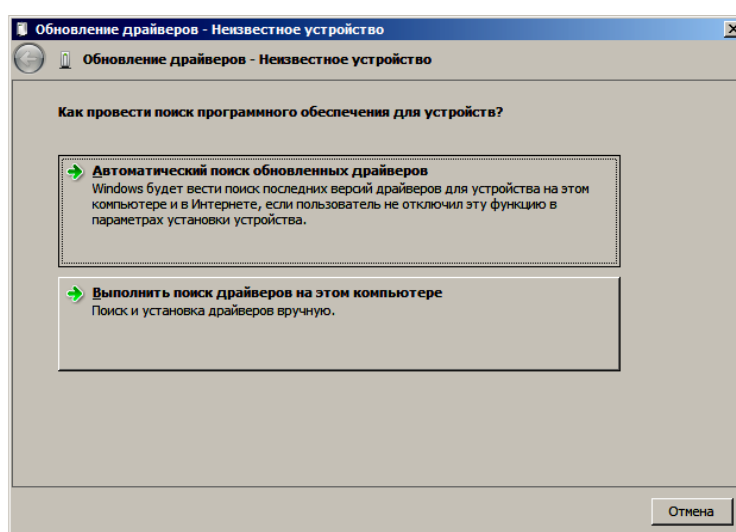 Обновление драйверов - Неизвестное устройство
Обновление драйверов - Неизвестное устройство
Как провести поиск программного обеспечения для устройств?
Автоматический поиск обновленных драйверов
Windows будет вести поиск последних версий драйверов для устройства на этом
компьютере и в Интернете, если пользователь не отключил эту функцию в
параметрах установки устройства.
Выполнить поиск драйверов на этом компьютере
Поиск и установка драйверов вручную.
Отмена